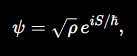 ψ = √ρ e^{iS/ℏ},